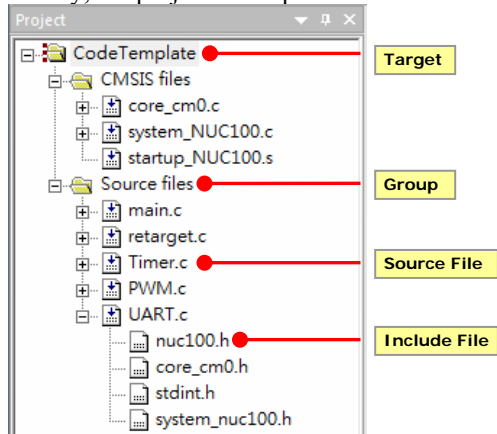 Project
CodeTemplate
Target
CMSIS files
core_cm0.c
system_NUC100.c
startup_NUC100.s
Source files
Group
main.c
retarget.c
Timer.c
Source File
PWM.c
UART.c
nuc100.h
Include File
core_cm0.h
stdint.h
system_nuc100.h